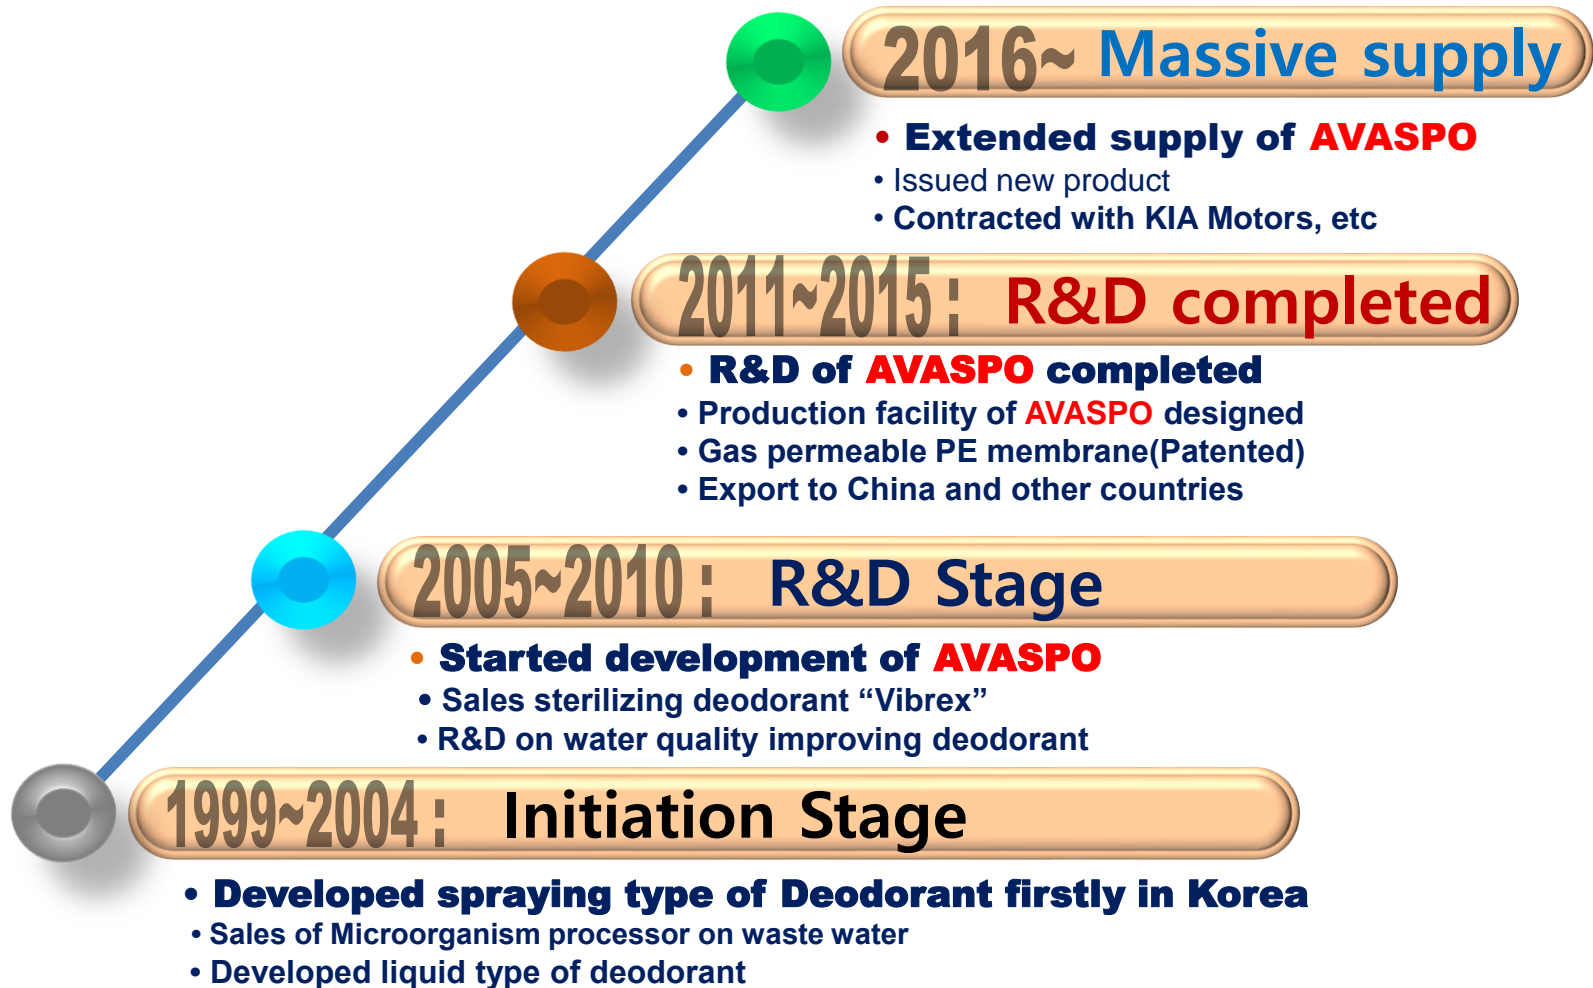 2016~ Massive supply
• Extended supply of AVASPO
• Issued new product
• Contracted with KIA Motors, etc
2011~2015 : R&D completed
• R&D of AVASPO completed
• Production facility of AVASPO designed
• Gas permeable PE membrane(Patented)
• Export to China and other countries
2005~2010 : R&D Stage
• Started development of AVASPO
• Sales sterilizing deodorant “Vibrex”
• R&D on water quality improving deodorant
1999~2004 : Initiation Stage
• Developed spraying type of Deodorant firstly in Korea
• Sales of Microorganism processor on waste water
• Developed liquid type of deodorant